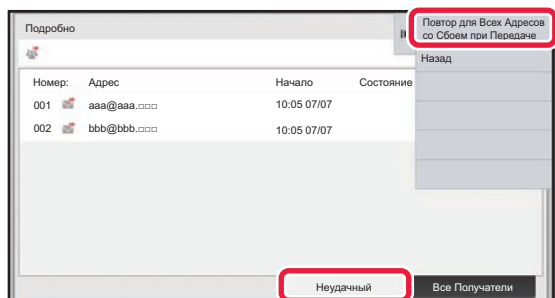 Подробно
Повтор для Всех Адресов
со Сбоем при Передаче
Назад
Номер: Адрес Начало Состояние
001 aaa@aaa.□□□ 10:05 07/07
002 bbb@bbb.□□□ 10:05 07/07
Неудачный Все Получатели